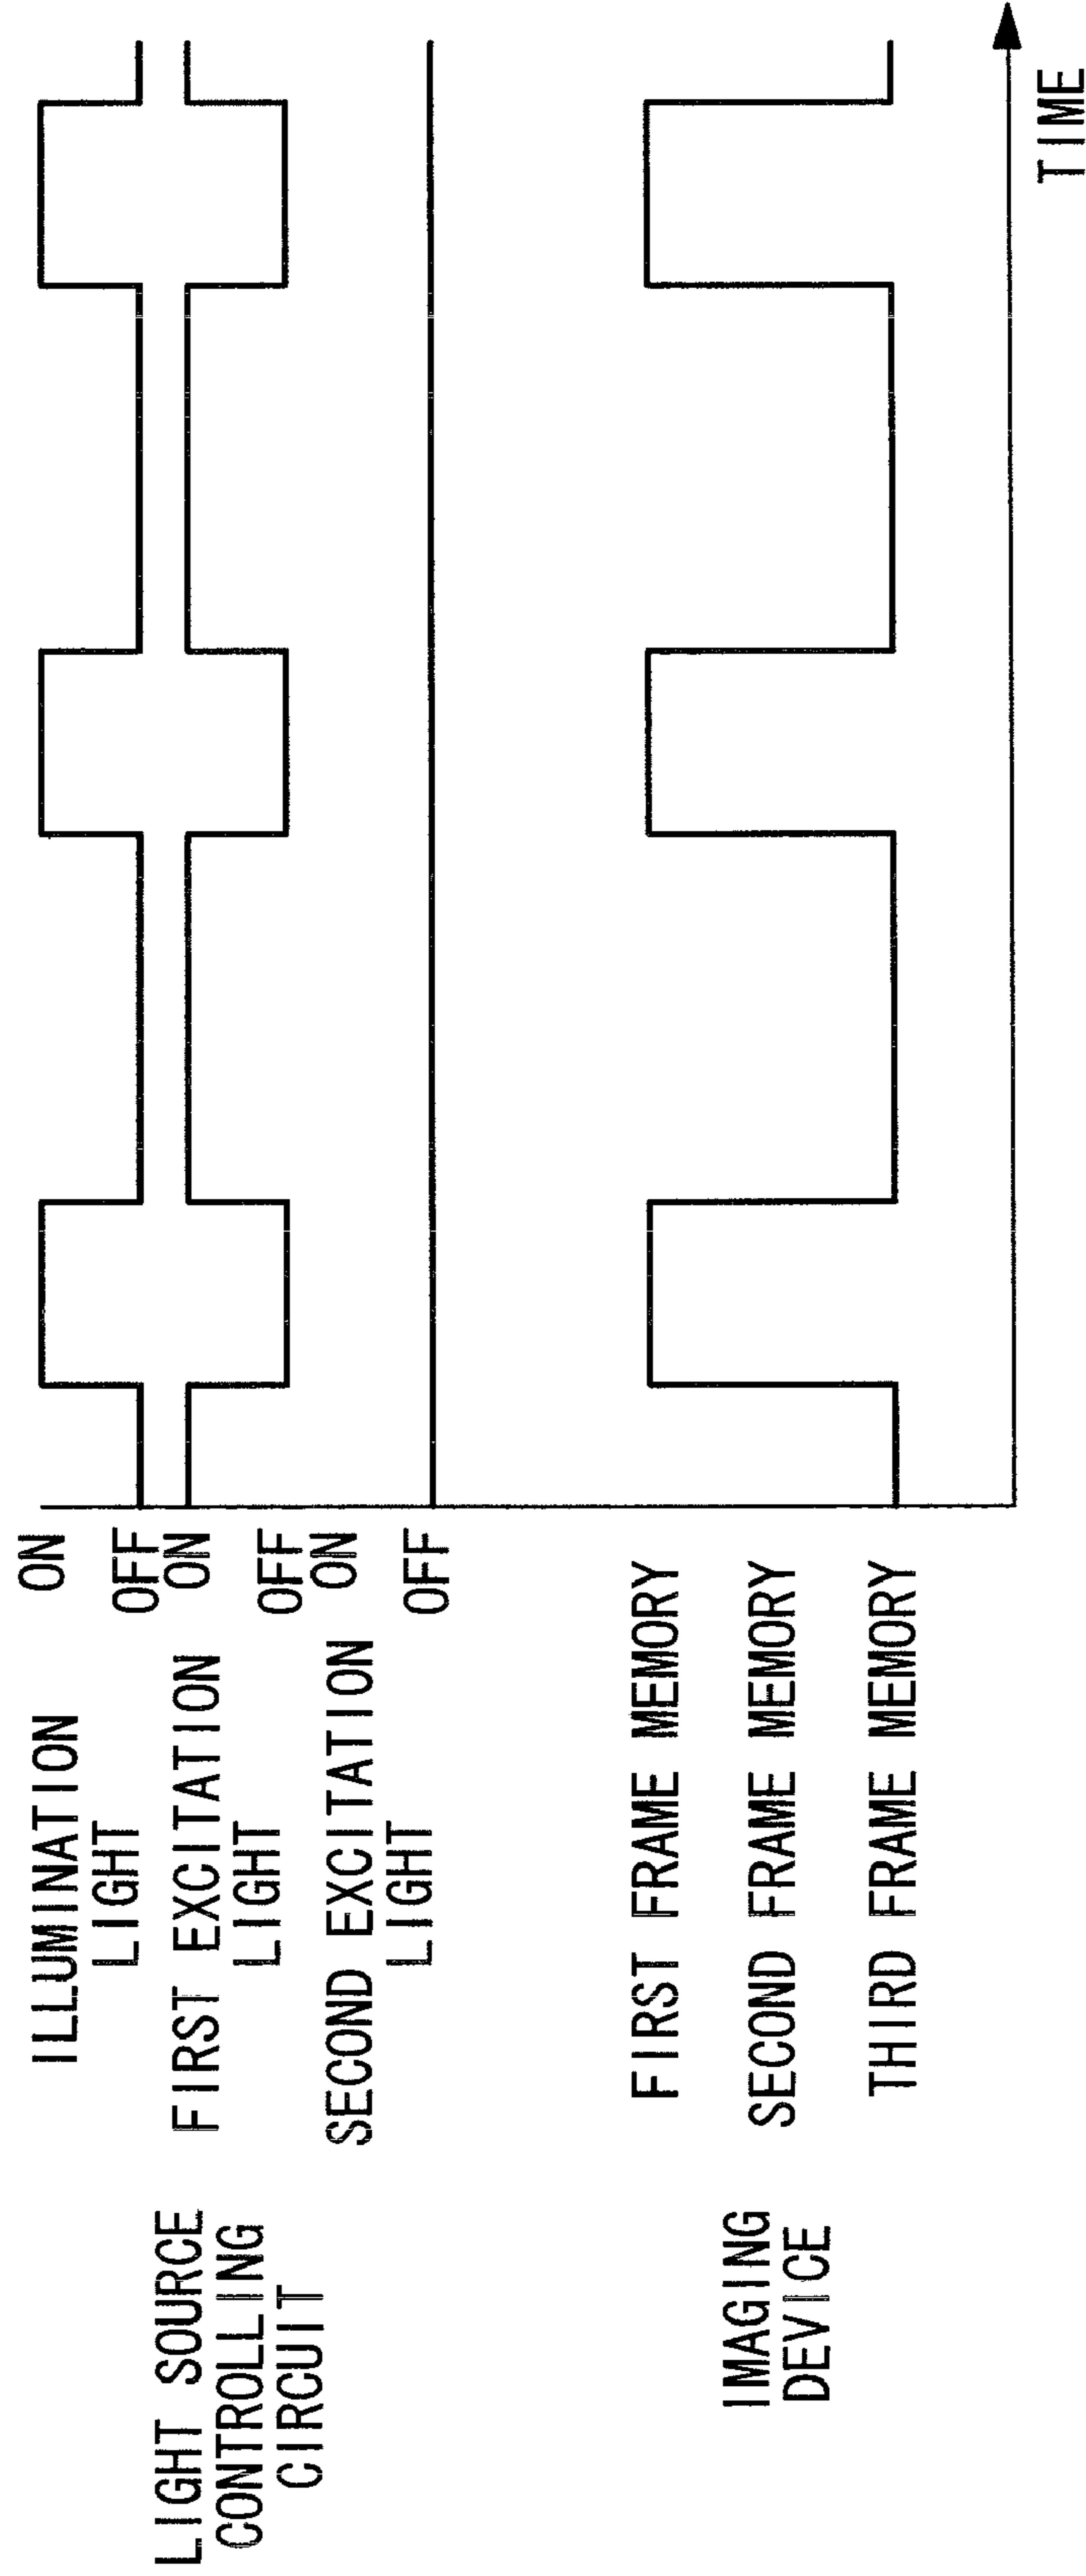 LIGHT SOURCE
CONTROLLING
CIRCUIT
ILLUMINATION
LIGHT
ON
OFF
FIRST EXCITATION
LIGHT
ON
OFF
SECOND EXCITATION
LIGHT
ON
OFF
IMAGING
DEVICE
FIRST FRAME MEMORY
SECOND FRAME MEMORY
THIRD FRAME MEMORY
TIME